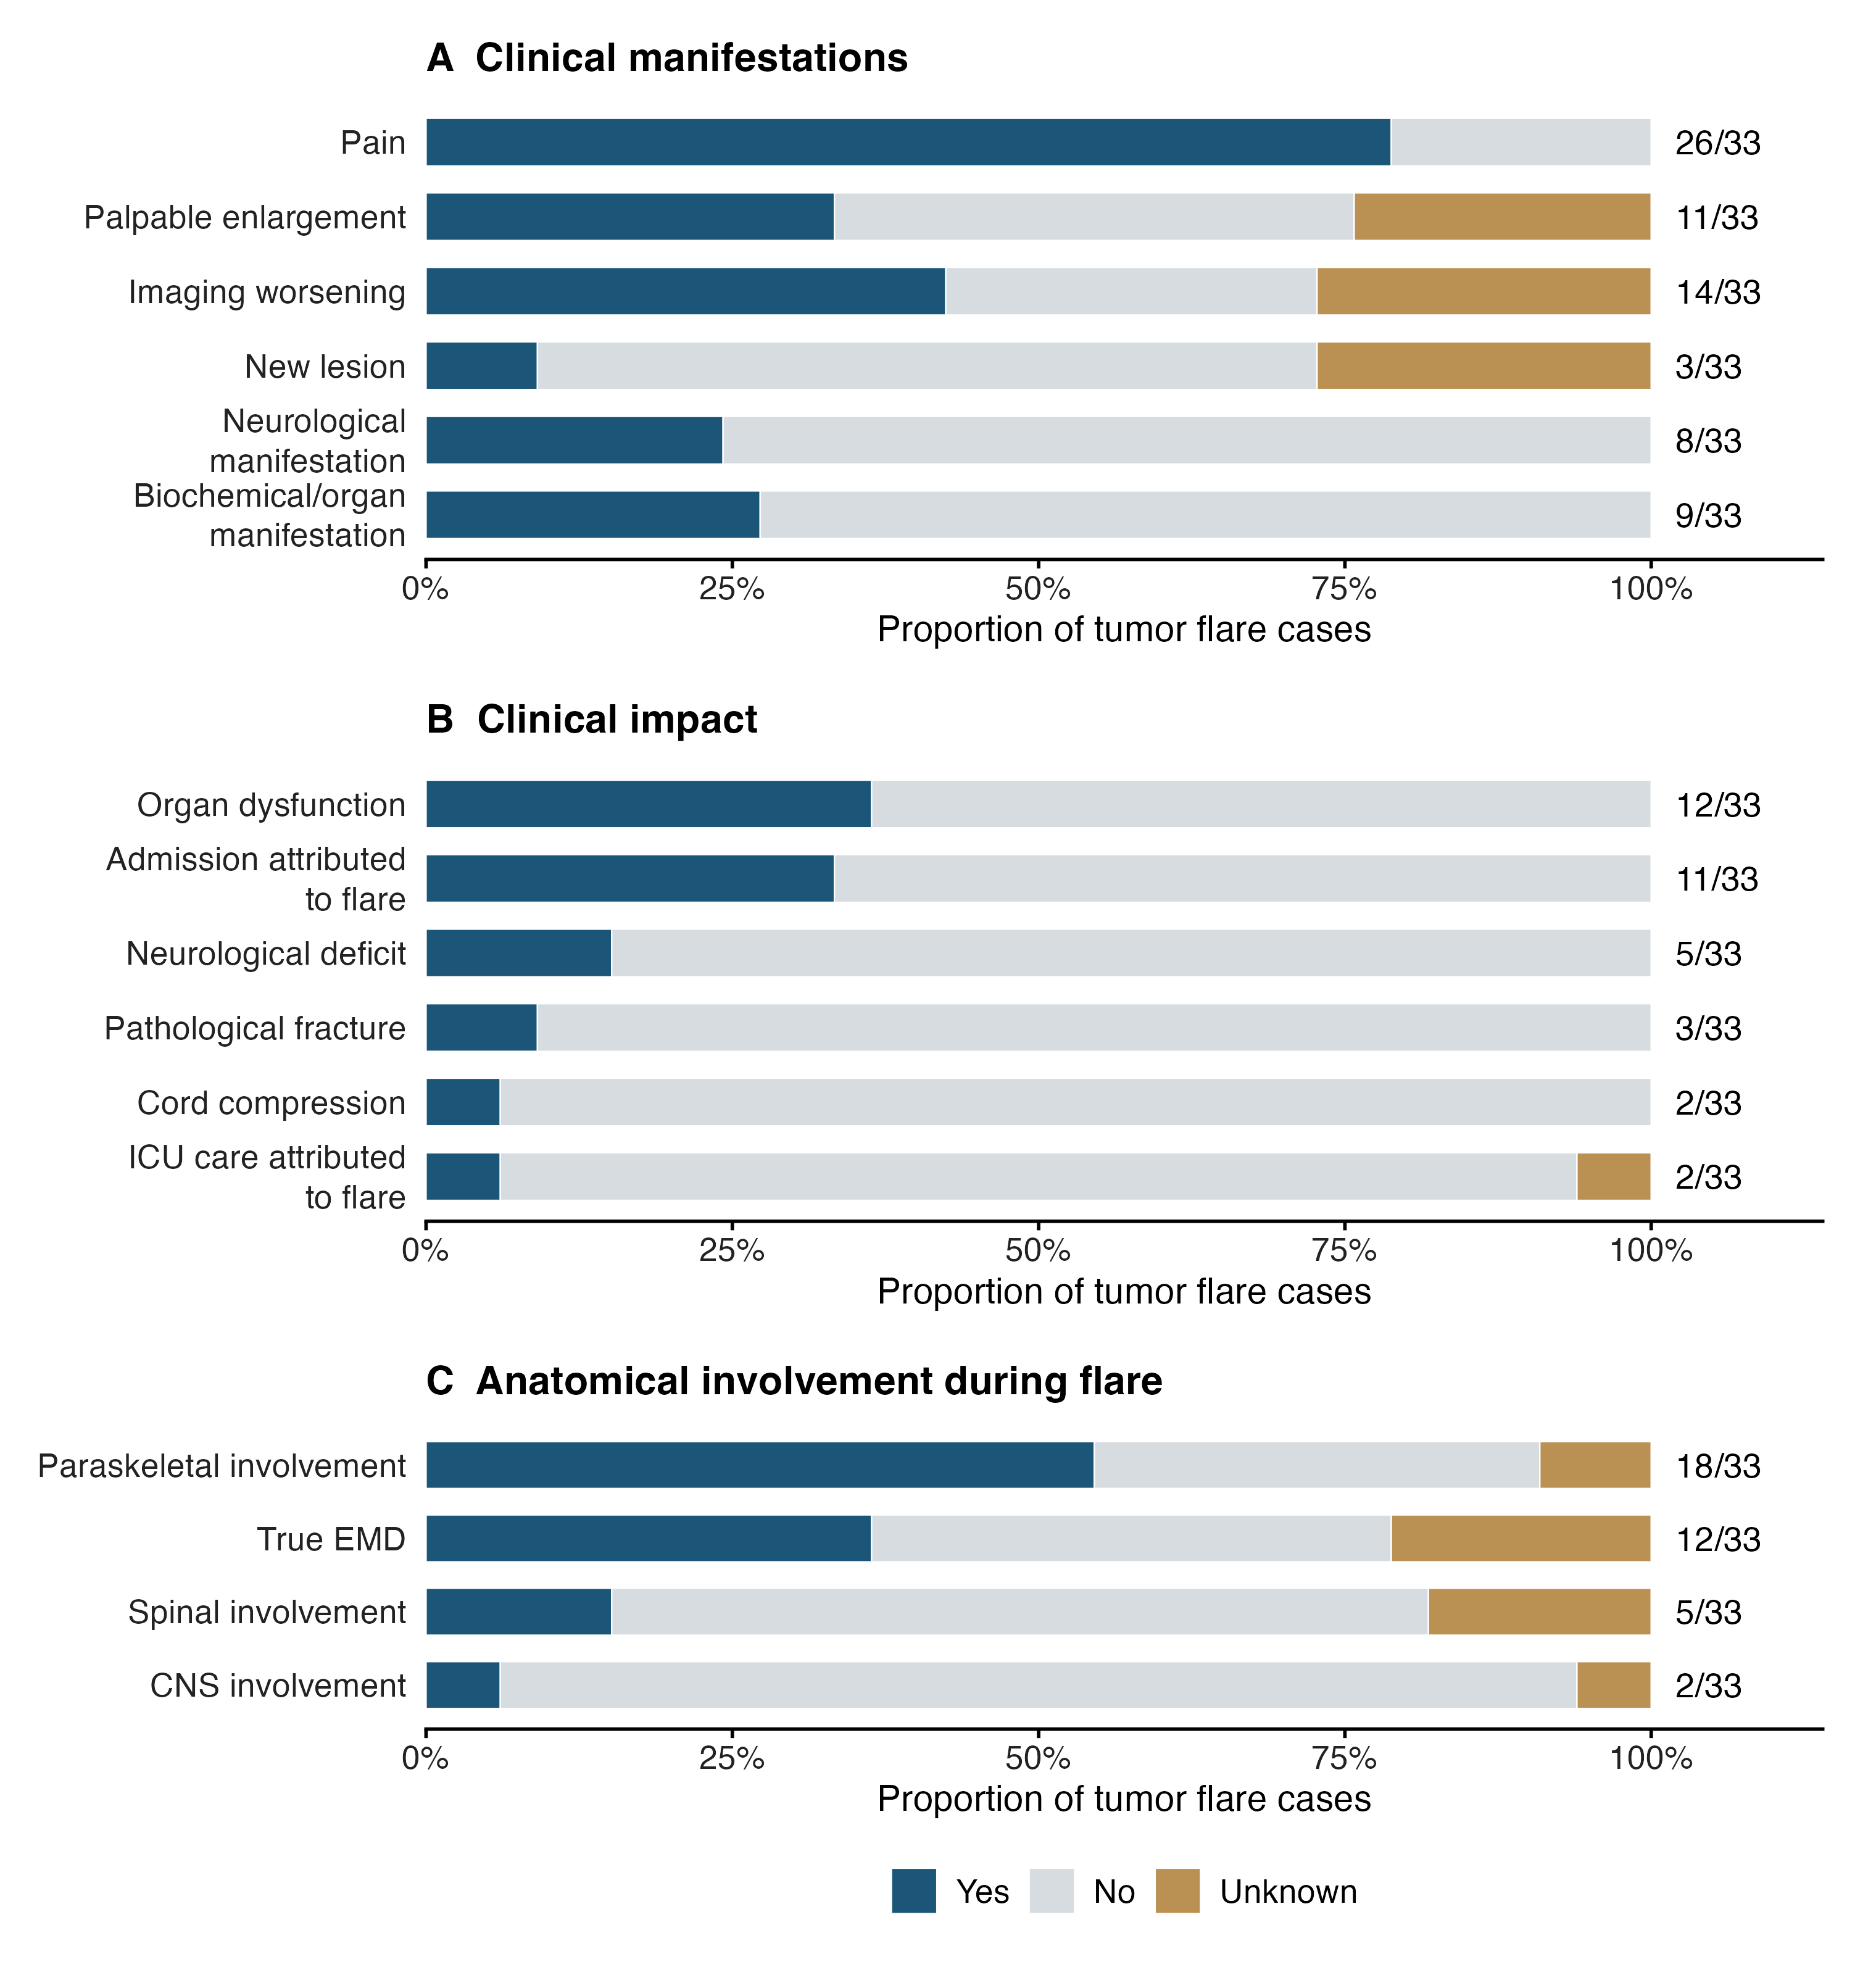 A Clinical manifestations
Pain
26/33
Palpable enlargement
11/33
Imaging worsening
14/33
New lesion
3/33
Neurological
manifestation
8/33
Biochemical/organ
manifestation
9/33
0% 25% 50% 75% 100%
Proportion of tumor flare cases
B Clinical impact
Organ dysfunction
12/33
Admission attributed
to flare
11/33
Neurological deficit
5/33
Pathological fracture
3/33
Cord compression
2/33
ICU care attributed
to flare
2/33
0% 25% 50% 75% 100%
Proportion of tumor flare cases
C Anatomical involvement during flare
Paraskeletal involvement
18/33
True EMD
12/33
Spinal involvement
5/33
CNS involvement
2/33
0% 25% 50% 75% 100%
Proportion of tumor flare cases
Yes No Unknown